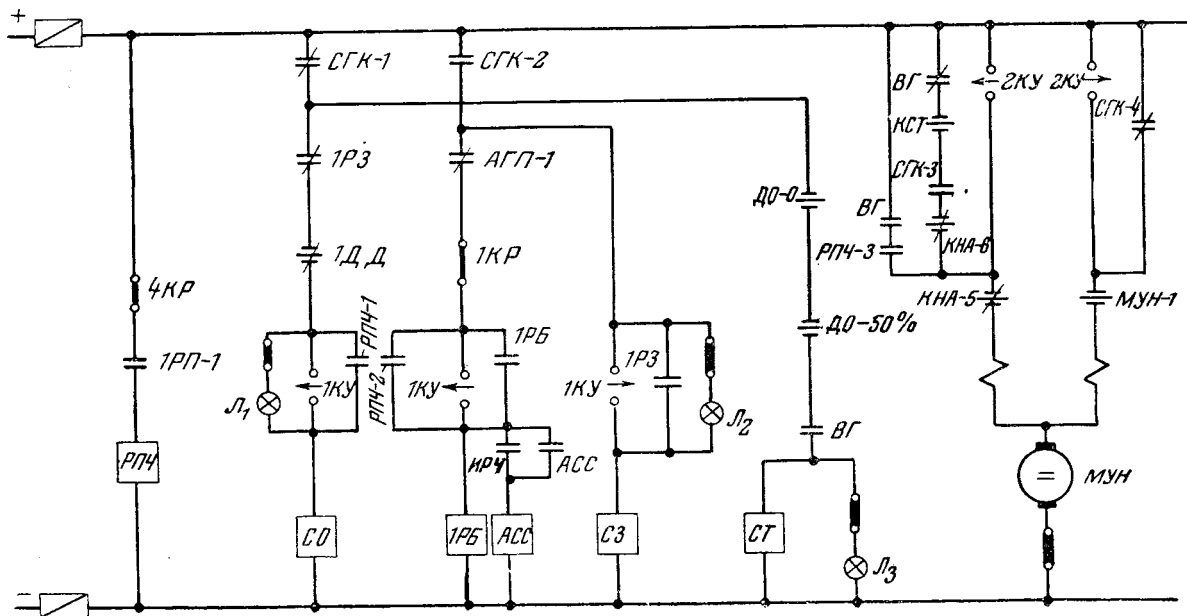 +
СГК-1
СГК-2
ВГ
2КУ
2КУ
СГК-4
КСТ
1РЗ
АГП-1
СГК-3
ДО-0
ВГ
1ДД
1КР
РПЧ-3
КНА-6
4КР
КНА-5
МУН-1
РПЧ-1
ДО-50%
1РП-1
1РБ
1РЗ
Л1
1КУ
РПЧ-2
1КУ
1КУ
Л2
ВГ
РПЧ
ИРЧ
АСС
=
МУН
СО
1РБ
АСС
СЗ
СТ
Л3
−